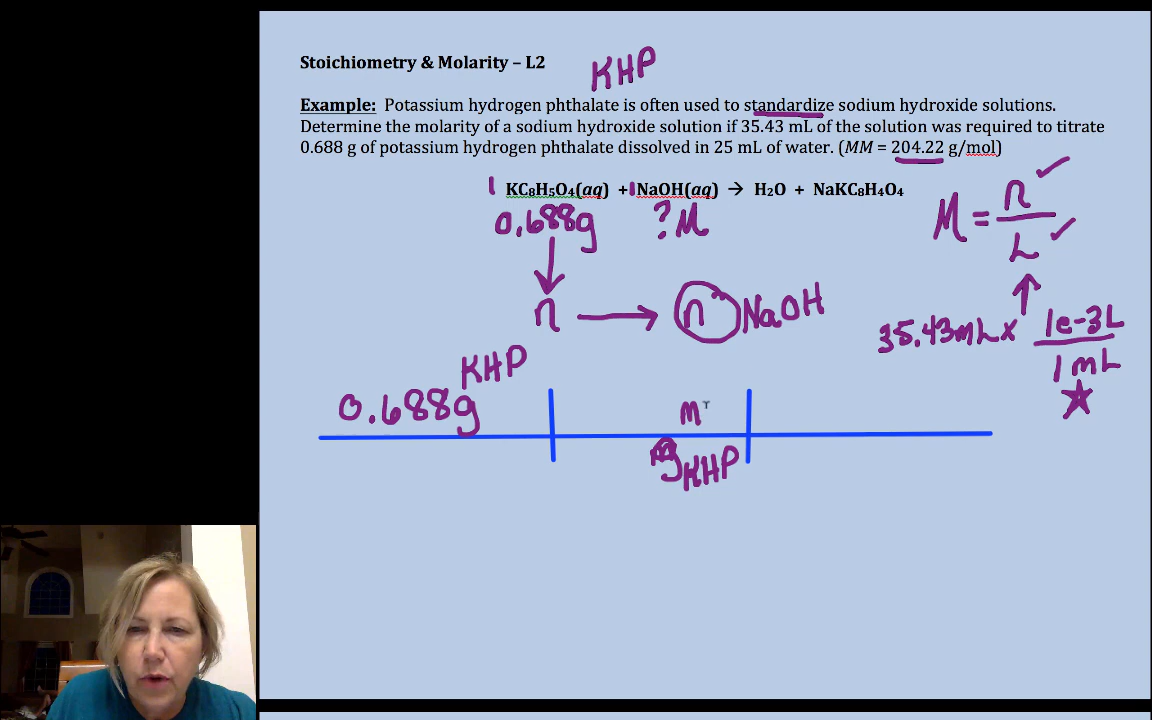 Stoichiometry & Molarity – L2
KHP
Example: Potassium hydrogen phthalate is often used to standardize sodium hydroxide solutions.
Determine the molarity of a sodium hydroxide solution if 35.43 mL of the solution was required to titrate
0.688 g of potassium hydrogen phthalate dissolved in 25 mL of water. (MM = 204.22 g/mol)
1 KC₈H₅O₄(aq) + 1 NaOH(aq) → H₂O + NaKC₈H₄O₄
0.688g ? M
M = n / L
n → n NaOH
35.43mL x 1e-3L / 1 mL
KHP
0.688g
m
g KHP